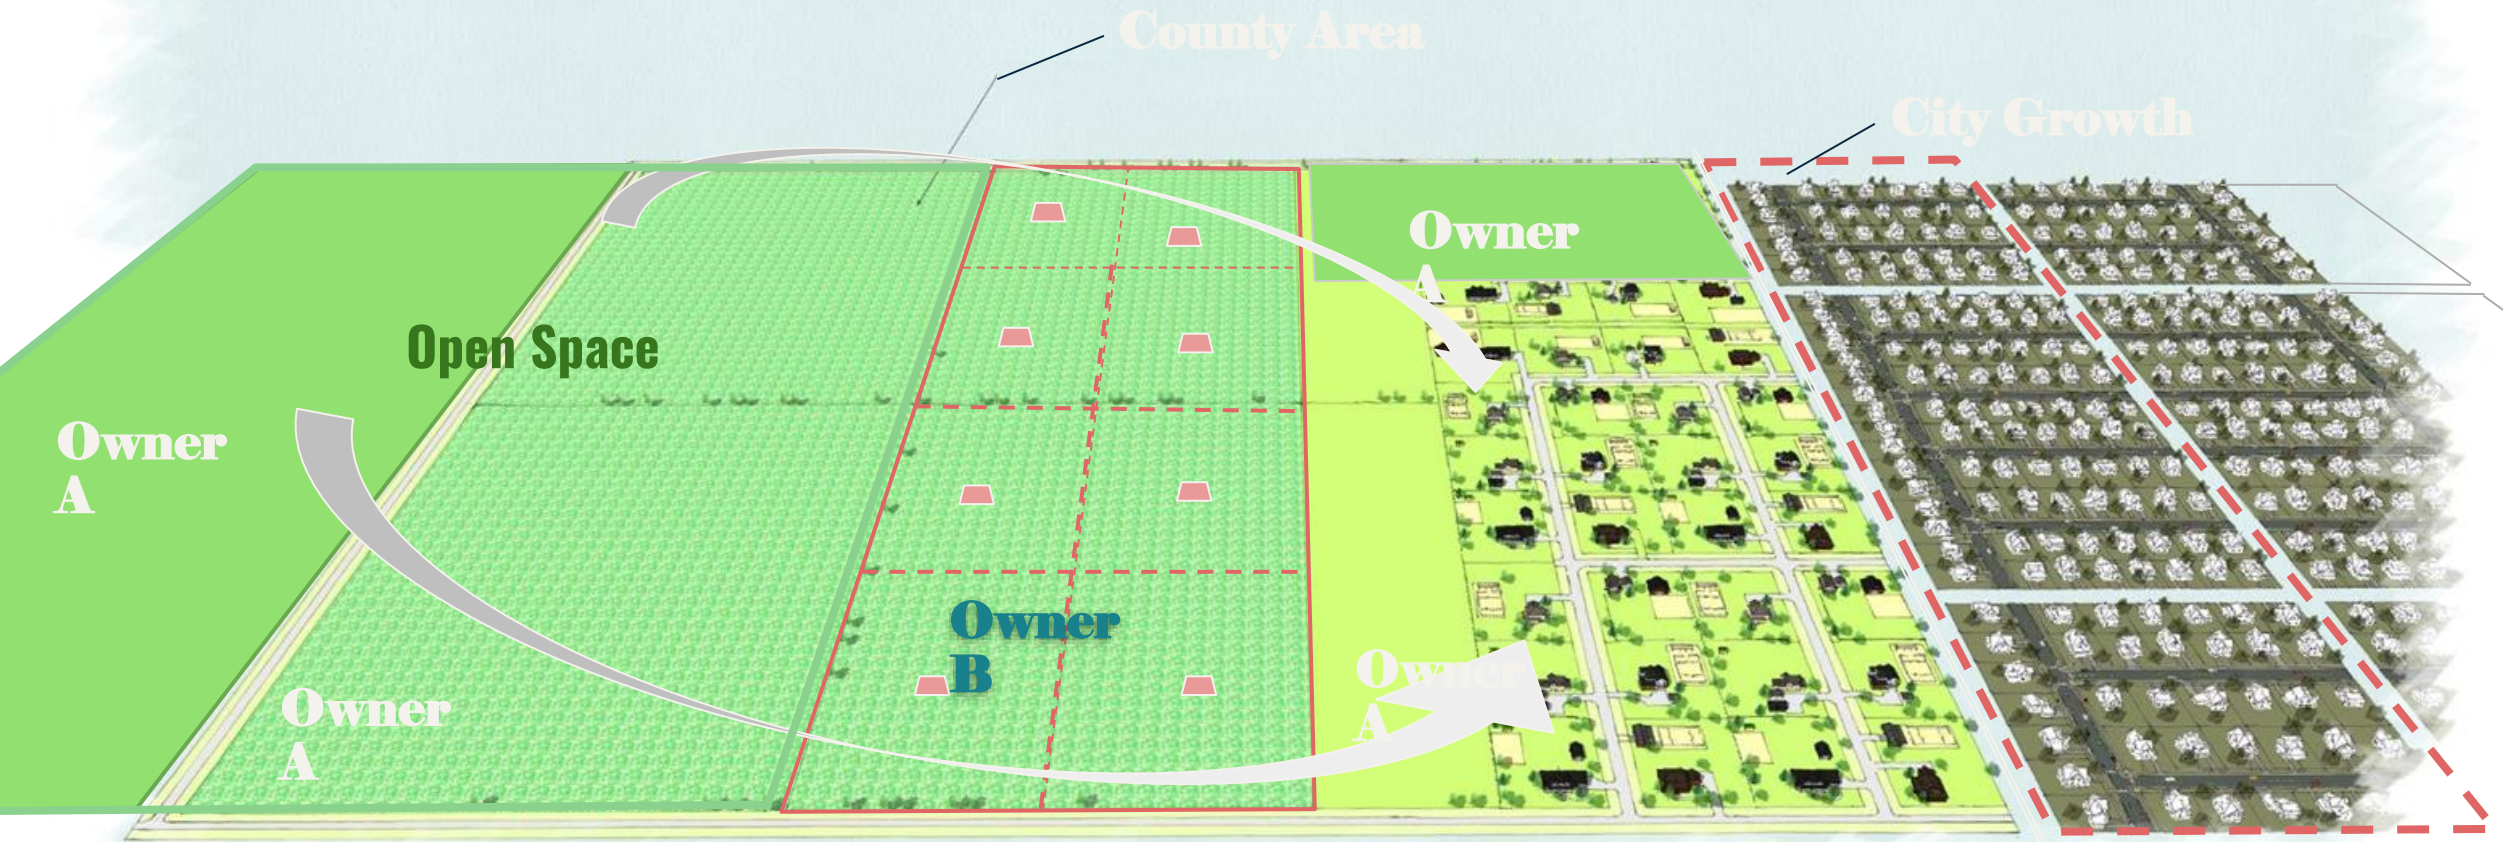 County Area
City Growth
Owner
A
Open Space
Owner
A
Owner
B
Owner
A
Owner
A